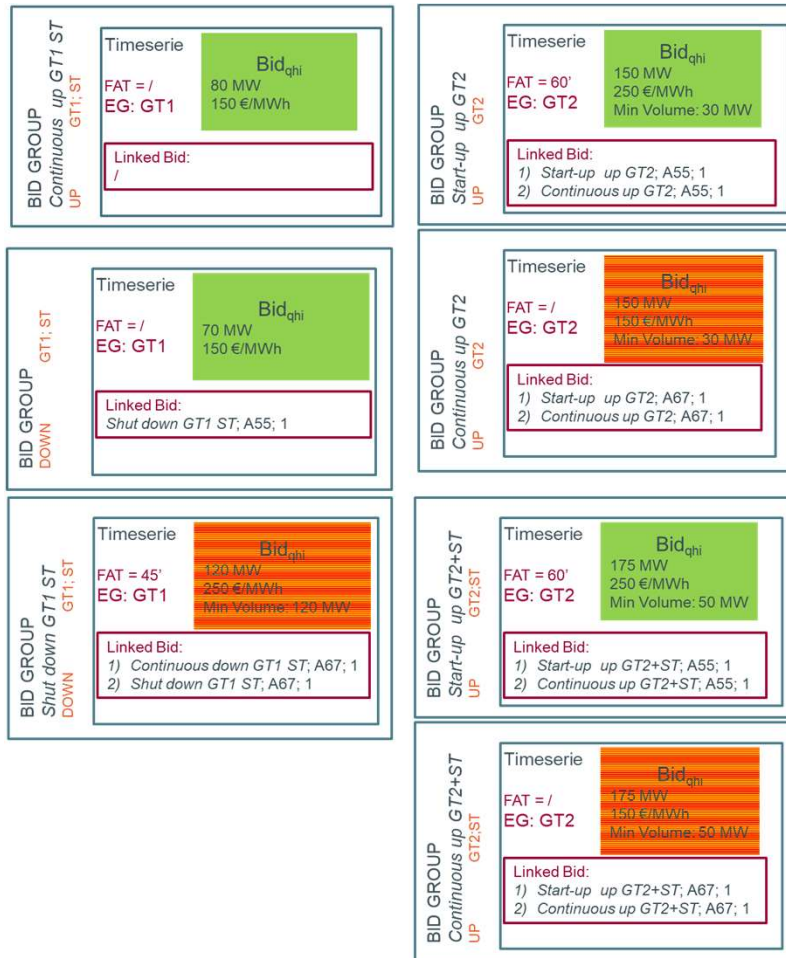 BID GROUP
Continuous up GT1 ST
UP GT1; ST
Timeserie
FAT = /
EG: GT1
Bidqhi
80 MW
150 €/MWh
Linked Bid:
/
BID GROUP
DOWN GT1; ST
Timeserie
FAT = /
EG: GT1
Bidqhi
70 MW
150 €/MWh
Linked Bid:
Shut down GT1 ST; A55; 1
BID GROUP
Shut down GT1 ST
DOWN GT1; ST
Timeserie
FAT = 45'
EG: GT1
Bidqhi
120 MW
250 €/MWh
Min Volume: 120 MW
Linked Bid:
1) Continuous down GT1 ST; A67; 1
2) Shut down GT1 ST; A67; 1
BID GROUP
Start-up up GT2
UP GT2
Timeserie
FAT = 60'
EG: GT2
Bidqhi
150 MW
250 €/MWh
Min Volume: 30 MW
Linked Bid:
1) Start-up up GT2; A55; 1
2) Continuous up GT2; A55; 1
BID GROUP
Continuous up GT2
UP GT2
Timeserie
FAT = /
EG: GT2
Bidqhi
150 MW
150 €/MWh
Min Volume: 30 MW
Linked Bid:
1) Start-up up GT2; A67; 1
2) Continuous up GT2; A67; 1
BID GROUP
Start-up up GT2+ST
UP GT2;ST
Timeserie
FAT = 60'
EG: GT2
Bidqhi
175 MW
250 €/MWh
Min Volume: 50 MW
Linked Bid:
1) Start-up up GT2+ST; A55; 1
2) Continuous up GT2+ST; A55; 1
BID GROUP
Continuous up GT2+ST
UP GT2;ST
Timeserie
FAT = /
EG: GT2
Bidqhi
175 MW
150 €/MWh
Min Volume: 50 MW
Linked Bid:
1) Start-up up GT2+ST; A67; 1
2) Continuous up GT2+ST; A67; 1